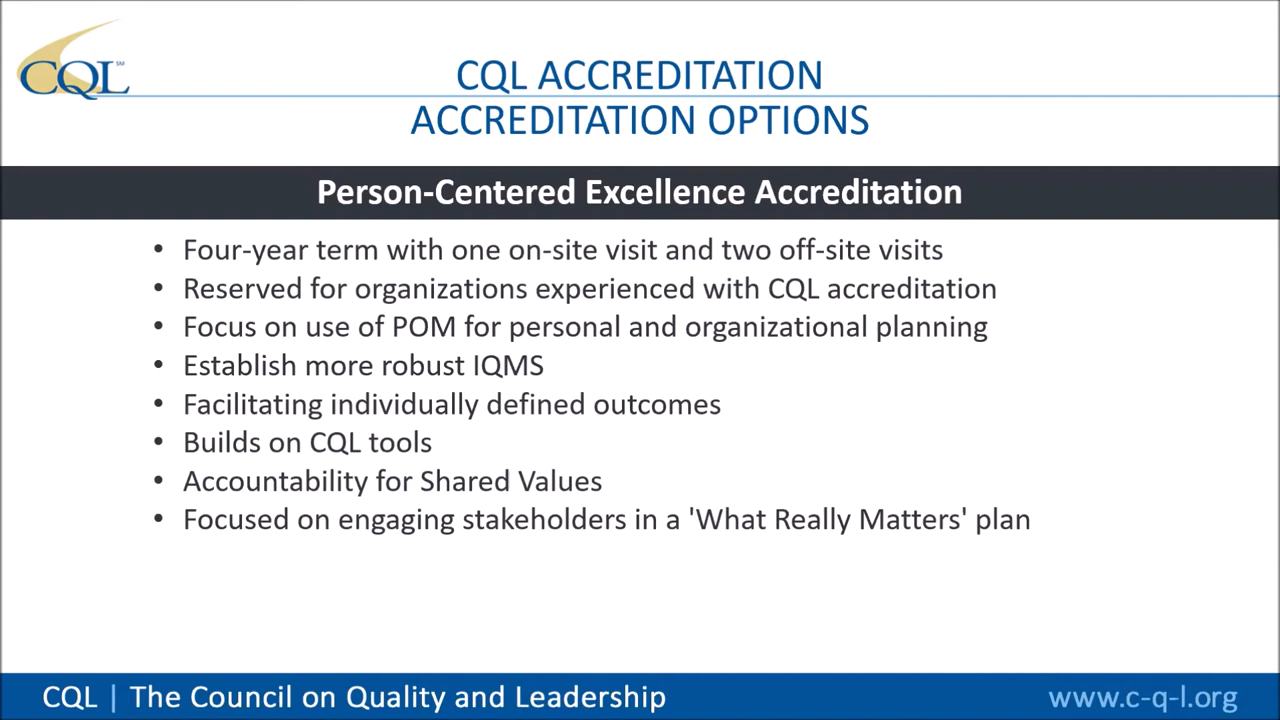 CQL SM
CQL ACCREDITATION
ACCREDITATION OPTIONS
Person-Centered Excellence Accreditation
• Four-year term with one on-site visit and two off-site visits
• Reserved for organizations experienced with CQL accreditation
• Focus on use of POM for personal and organizational planning
• Establish more robust IQMS
• Facilitating individually defined outcomes
• Builds on CQL tools
• Accountability for Shared Values
• Focused on engaging stakeholders in a 'What Really Matters' plan
CQL | The Council on Quality and Leadership
www.c-q-l.org